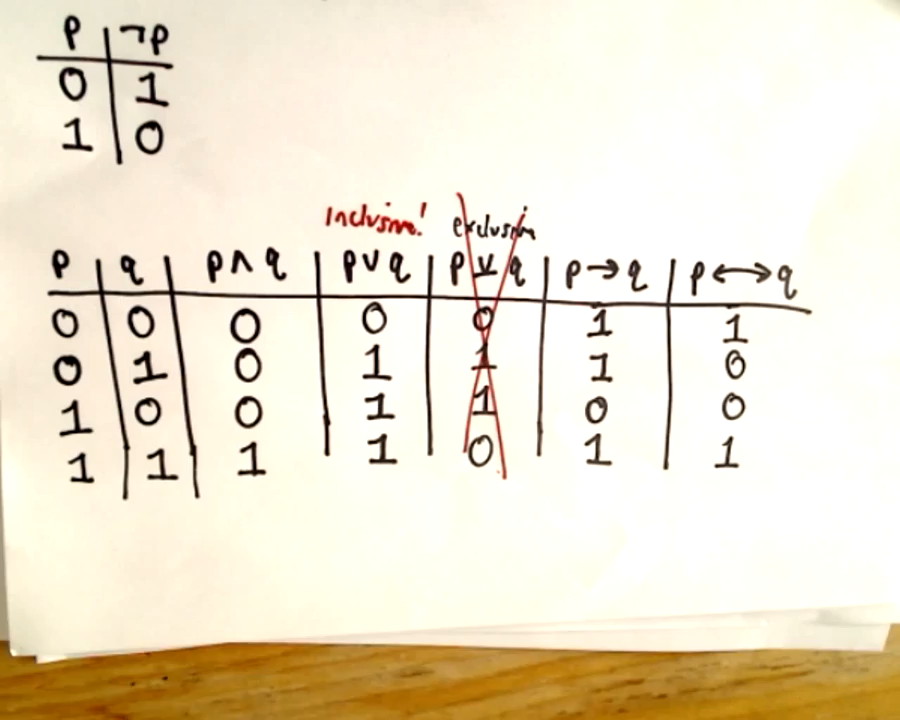 p ¬p
0 1
1 0
Inclusive! exclusive
p q p ∧ q p ∨ q p ⊻ q p → q p ↔ q
0 0 0 0 0 1 1
0 1 0 1 1 1 0
1 0 0 1 1 0 0
1 1 1 1 0 1 1